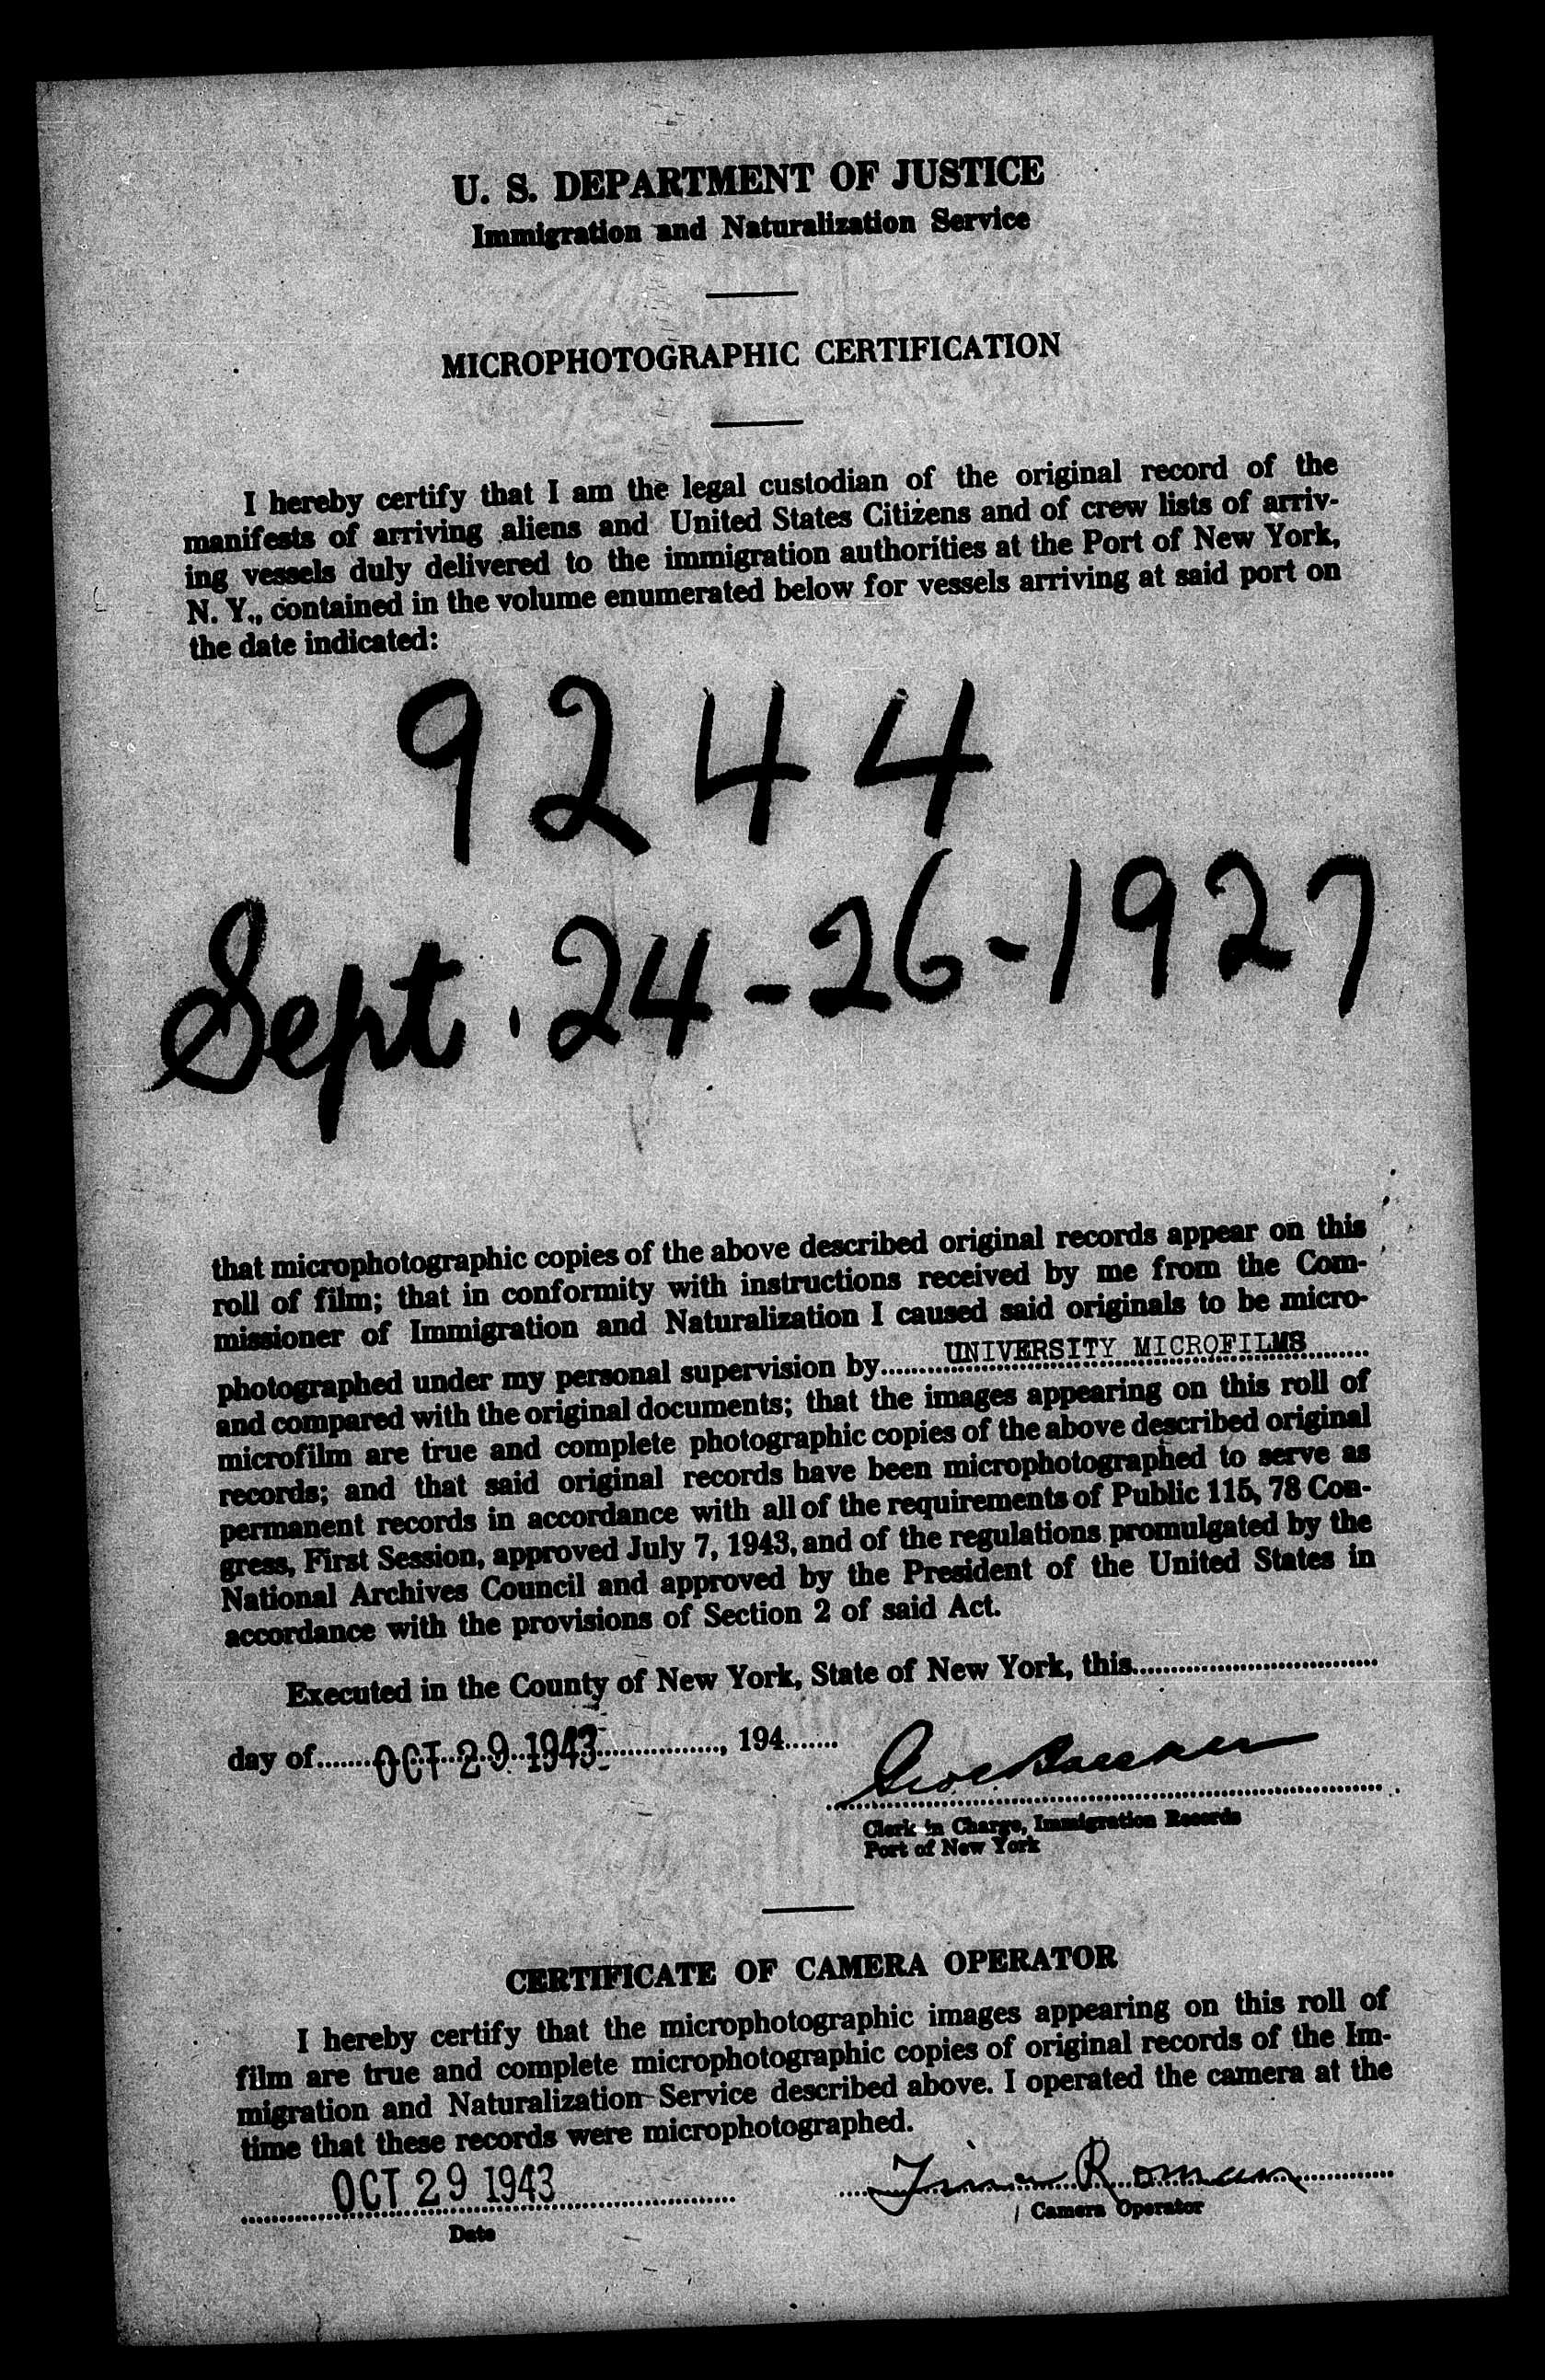 U. S. DEPARTMENT OF JUSTICE
Immigration and Naturalization Service
MICROPHOTOGRAPHIC CERTIFICATION
I hereby certify that I am the legal custodian of the original record of the
manifests of arriving aliens and United States Citizens and of crew lists of arriv-
ing vessels duly delivered to the immigration authorities at the Port of New York,
N. Y., contained in the volume enumerated below for vessels arriving at said port on
the date indicated:
9244
Sept. 24-26-1927
that microphotographic copies of the above described original records appear on this
roll of film; that in conformity with instructions received by me from the Com-
missioner of Immigration and Naturalization I caused said originals to be micro-
photographed under my personal supervision by UNIVERSITY MICROFILMS
and compared with the original documents; that the images appearing on this roll of
microfilm are true and complete photographic copies of the above described original
records; and that said original records have been microphotographed to serve as
permanent records in accordance with all of the requirements of Public 115, 78 Con-
gress, First Session, approved July 7, 1943, and of the regulations promulgated by the
National Archives Council and approved by the President of the United States in
accordance with the provisions of Section 2 of said Act.
Executed in the County of New York, State of New York, this
day of OCT 29 1943, 194
Clerk in Charge, Immigration Records
Port of New York
CERTIFICATE OF CAMERA OPERATOR
I hereby certify that the microphotographic images appearing on this roll of
film are true and complete microphotographic copies of original records of the Im-
migration and Naturalization Service described above. I operated the camera at the
time that these records were microphotographed.
OCT 29 1943 Roman
Date Camera Operator